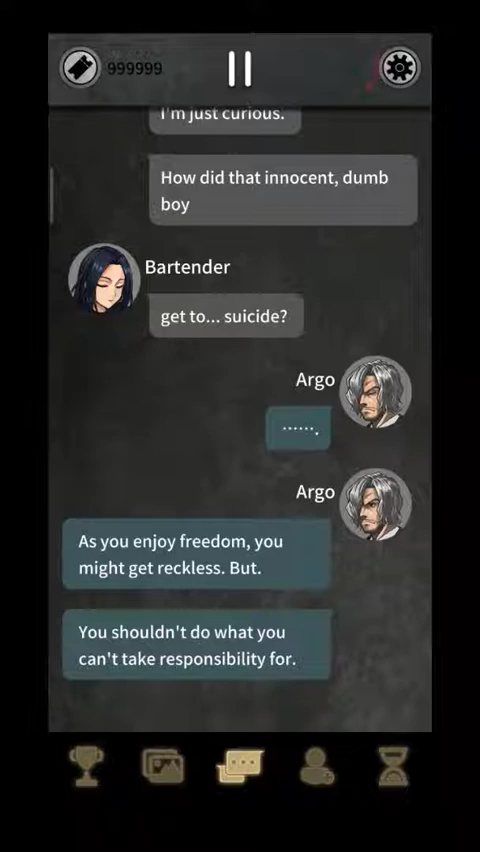 999999
I'm just curious.
How did that innocent, dumb
boy
Bartender
get to... suicide?
Argo
.......
Argo
As you enjoy freedom, you
might get reckless. But.
You shouldn't do what you
can't take responsibility for.